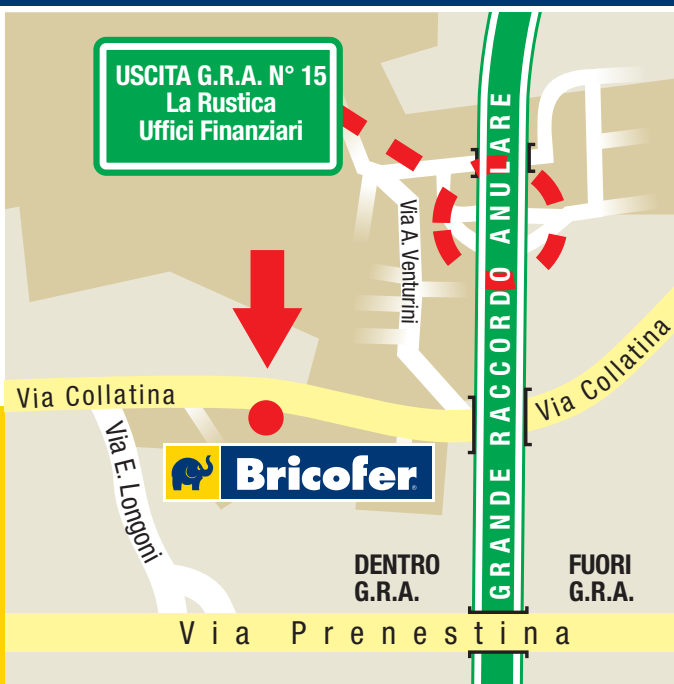 USCITA G.R.A. N° 15
La Rustica
Uffici Finanziari
GRANDE RACCORDO ANULARE
Via A. Venturini
Via Collatina
Via Collatina
Via E. Longoni
Bricofer®
DENTRO
G.R.A.
FUORI
G.R.A.
Via Prenestina